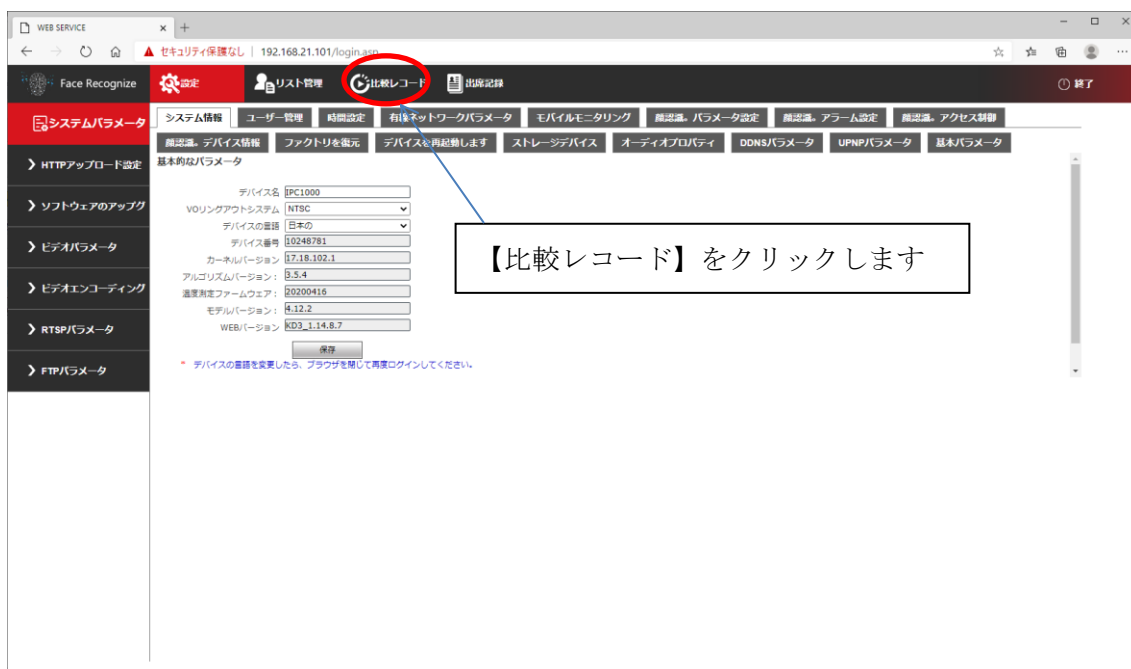 WEB SERVICE
セキュリティ保護なし | 192.168.21.101/login.asp
Face Recognize 設定 リスト管理 比較レコード 出席記録 終了
システムパラメータ
HTTPアップロード設定
ソフトウェアのアップグ
ビデオパラメータ
ビデオエンコーディング
RTSPパラメータ
FTPパラメータ
システム情報 ユーザー管理 時間設定 有線ネットワークパラメータ モバイルモニタリング 顔認識。パラメータ設定 顔認識。アラーム設定 顔認識。アクセス制御
顔認識。デバイス情報 ファクトリを復元 デバイスを再起動します ストレージデバイス オーディオプロパティ DDNSパラメータ UPNPパラメータ 基本パラメータ
基本的なパラメータ
デバイス名 IPC1000
VOリングアウトシステム NTSC
デバイスの言語 日本の
デバイス番号 10248781
カーネルバージョン 17.18.102.1
アルゴリズムバージョン： 3.5.4
温度測定ファームウェア： 20200416
モデルバージョン： 4.12.2
WEBバージョン KD3_1.14.8.7
保存
* デバイスの言語を変更したら、ブラウザを閉じて再度ログインしてください。
【比較レコード】をクリックします